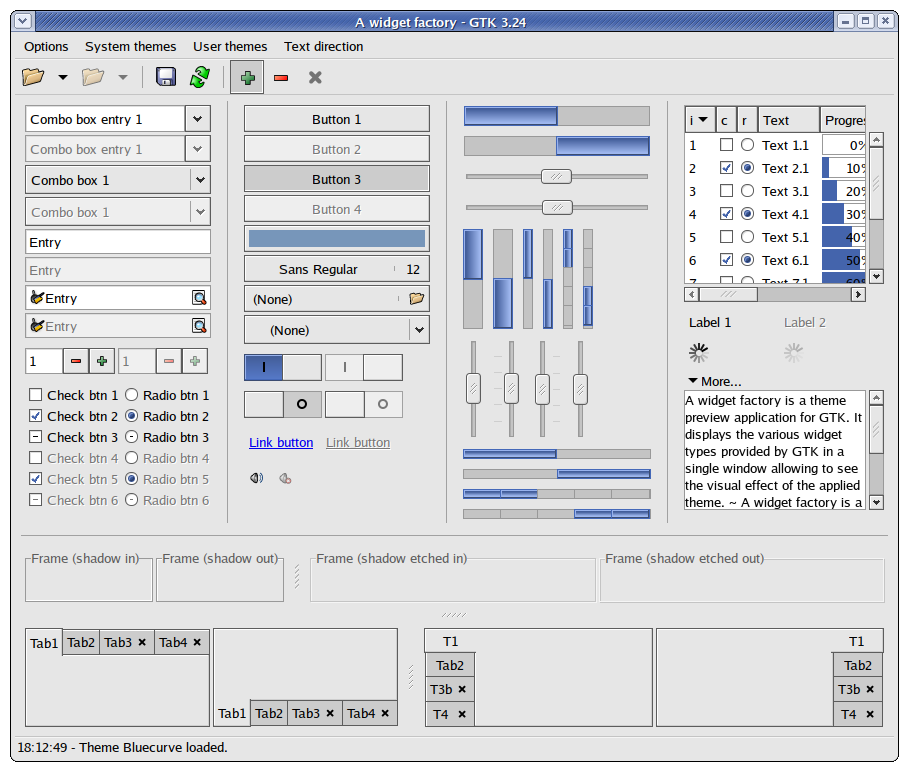 A widget factory - GTK 3.24
Options System themes User themes Text direction
Combo box entry 1
Combo box entry 1
Combo box 1
Combo box 1
Entry
Entry
Entry
Entry
1 1
Check btn 1 Radio btn 1
Check btn 2 Radio btn 2
Check btn 3 Radio btn 3
Check btn 4 Radio btn 4
Check btn 5 Radio btn 5
Check btn 6 Radio btn 6
Button 1
Button 2
Button 3
Button 4
Sans Regular 12
(None)
(None)
Link button Link button
i c r Text Progres
1 Text 1.1 0%
2 Text 2.1 10%
3 Text 3.1 20%
4 Text 4.1 30%
5 Text 5.1 40%
6 Text 6.1 50%
7 Text 7.1 60%
Label 1 Label 2
More...
A widget factory is a theme
preview application for GTK. It
displays the various widget
types provided by GTK in a
single window allowing to see
the visual effect of the applied
theme. ~ A widget factory is a
Frame (shadow in) Frame (shadow out) Frame (shadow etched in) Frame (shadow etched out)
Tab1 Tab2 Tab3 Tab4
Tab1 Tab2 Tab3 Tab4
T1
Tab2
T3b
T4
T1
Tab2
T3b
T4
18:12:49 - Theme Bluecurve loaded.